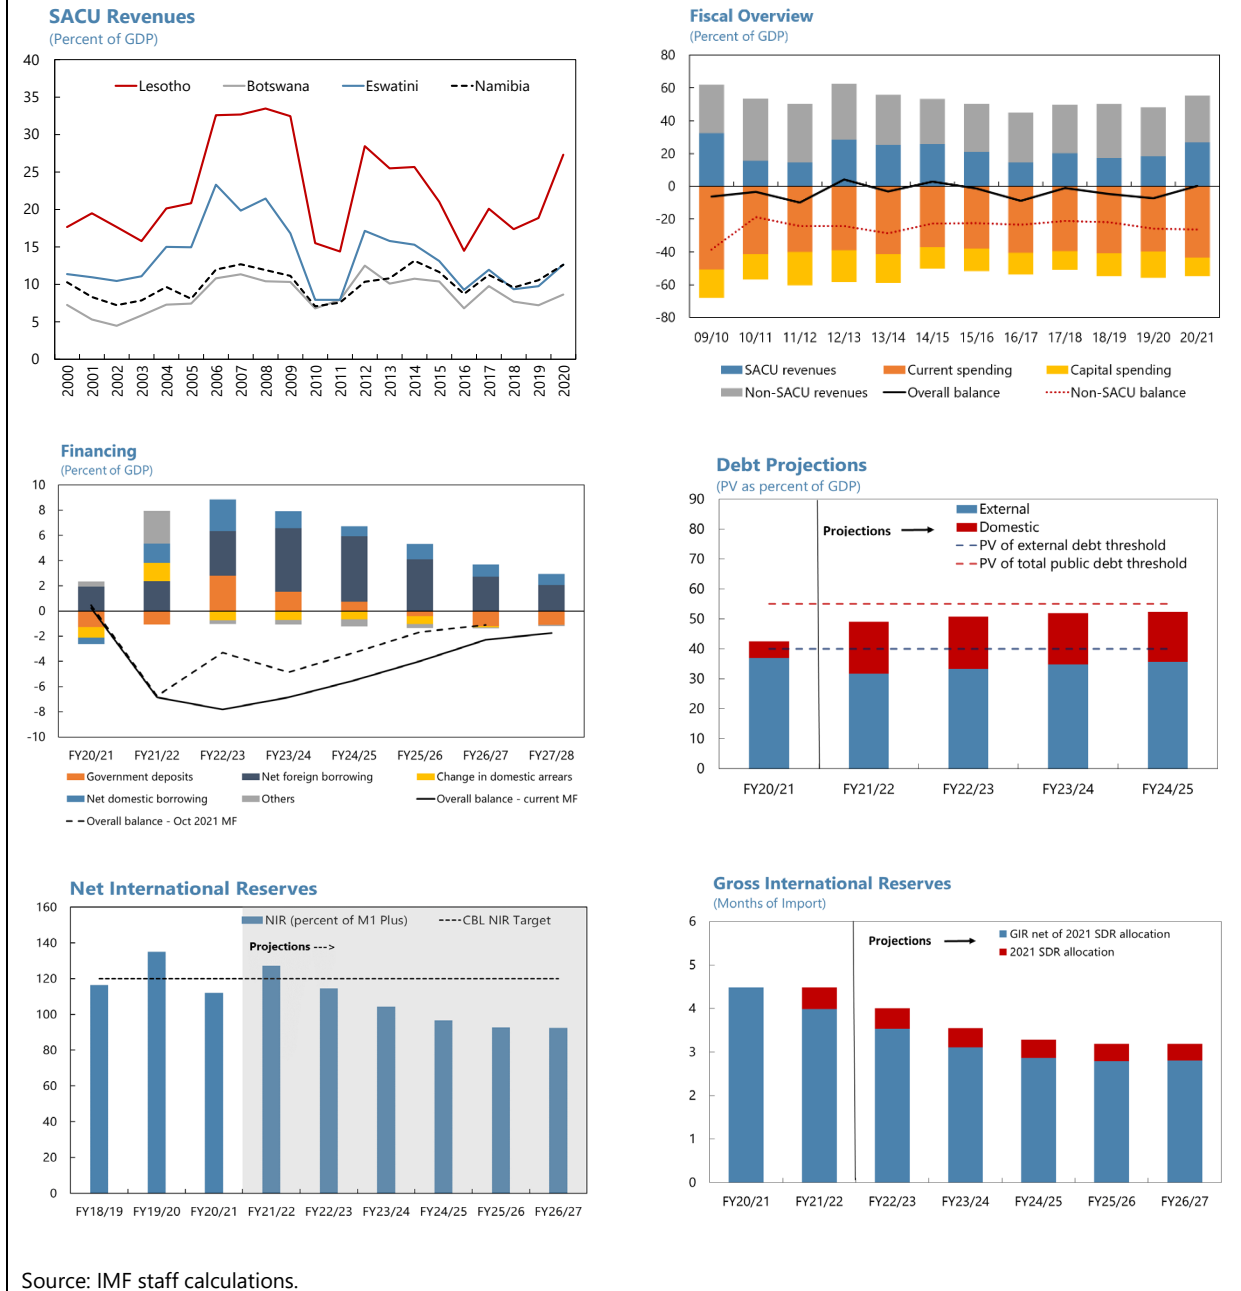 SACU Revenues
(Percent of GDP)
40
35
30
25
20
15
10
5
0
Lesotho Botswana Eswatini Namibia
2000 2001 2002 2003 2004 2005 2006 2007 2008 2009 2010 2011 2012 2013 2014 2015 2016 2017 2018 2019 2020
Fiscal Overview
(Percent of GDP)
80
60
40
20
0
-20
-40
-60
-80
09/10 10/11 11/12 12/13 13/14 14/15 15/16 16/17 17/18 18/19 19/20 20/21
SACU revenues Current spending Capital spending
Non-SACU revenues Overall balance Non-SACU balance
Financing
(Percent of GDP)
10
8
6
4
2
0
-2
-4
-6
-8
-10
FY20/21 FY21/22 FY22/23 FY23/24 FY24/25 FY25/26 FY26/27 FY27/28
Government deposits Net foreign borrowing Change in domestic arrears
Net domestic borrowing Others Overall balance - current MF
Overall balance - Oct 2021 MF
Debt Projections
(PV as percent of GDP)
90
80
70
60
50
40
30
20
10
0
External
Domestic
PV of external debt threshold
PV of total public debt threshold
Projections
FY20/21 FY21/22 FY22/23 FY23/24 FY24/25
Net International Reserves
160
140
120
100
80
60
40
20
0
NIR (percent of M1 Plus) CBL NIR Target
Projections --->
FY18/19 FY19/20 FY20/21 FY21/22 FY22/23 FY23/24 FY24/25 FY25/26 FY26/27
Gross International Reserves
(Months of Import)
6
5
4
3
2
1
0
Projections
GIR net of 2021 SDR allocation
2021 SDR allocation
FY20/21 FY21/22 FY22/23 FY23/24 FY24/25 FY25/26 FY26/27
Source: IMF staff calculations.